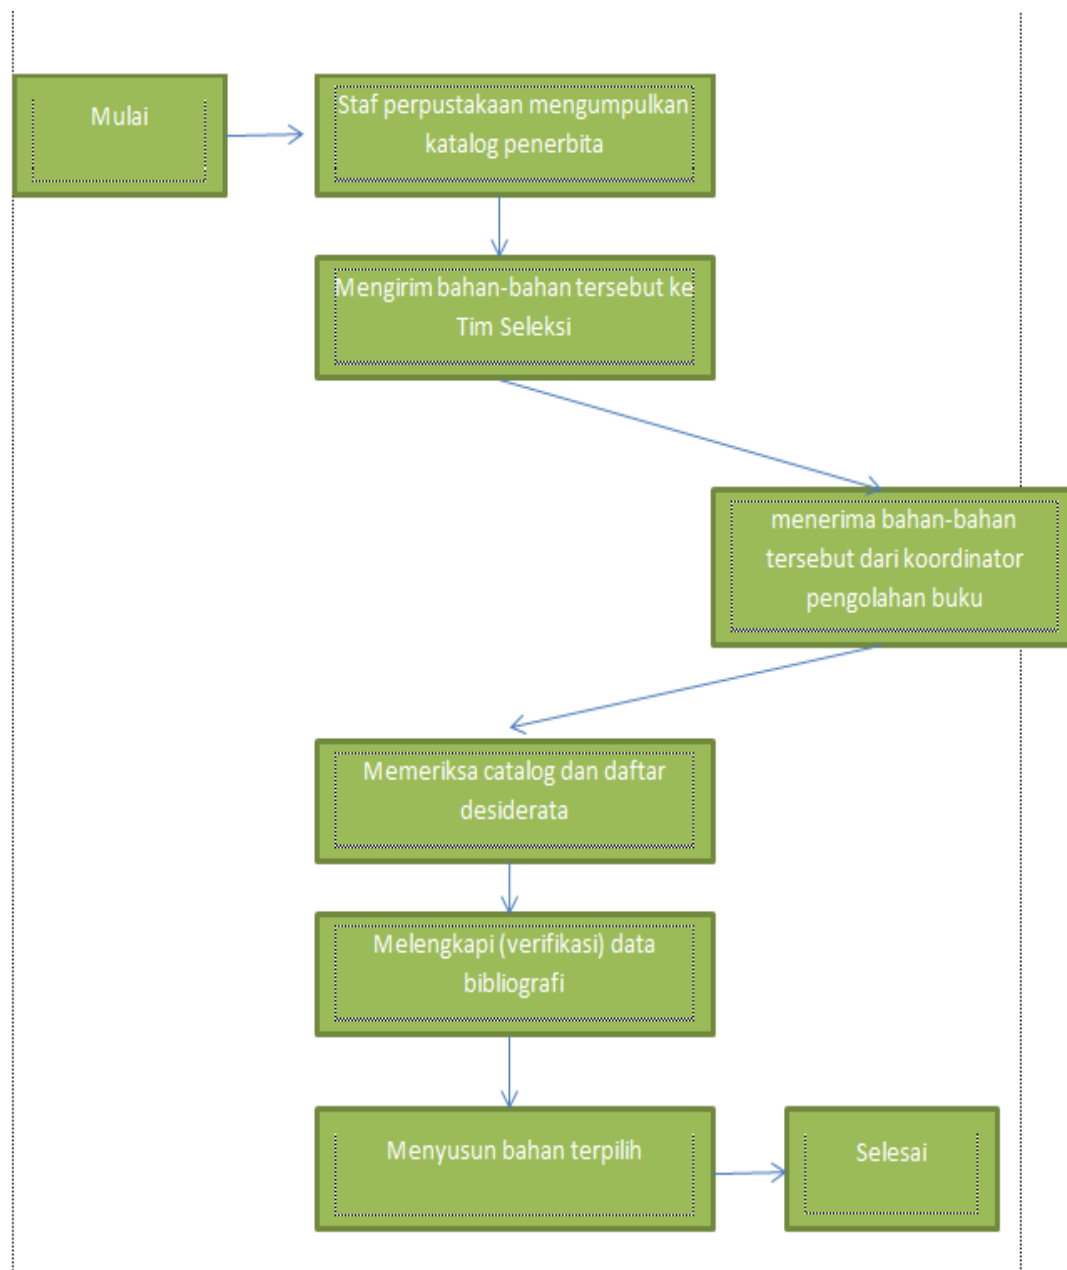 Mulai
Staf perpustakaan mengumpulkan
katalog penerbita
Mengirim bahan-bahan tersebut ke
Tim Seleksi
menerima bahan-bahan
tersebut dari koordinator
pengolahan buku
Memeriksa catalog dan daftar
desiderata
Melengkapi (verifikasi) data
bibliografi
Menyusun bahan terpilih
Selesai